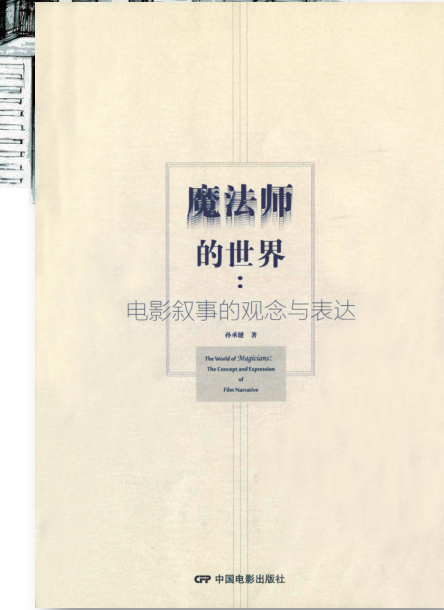 魔法师
的世界
:
电影叙事的观念与表达
孙承健 著
The World of Magicians:
The Concept and Expression
of
Film Narrative
CFP 中国电影出版社